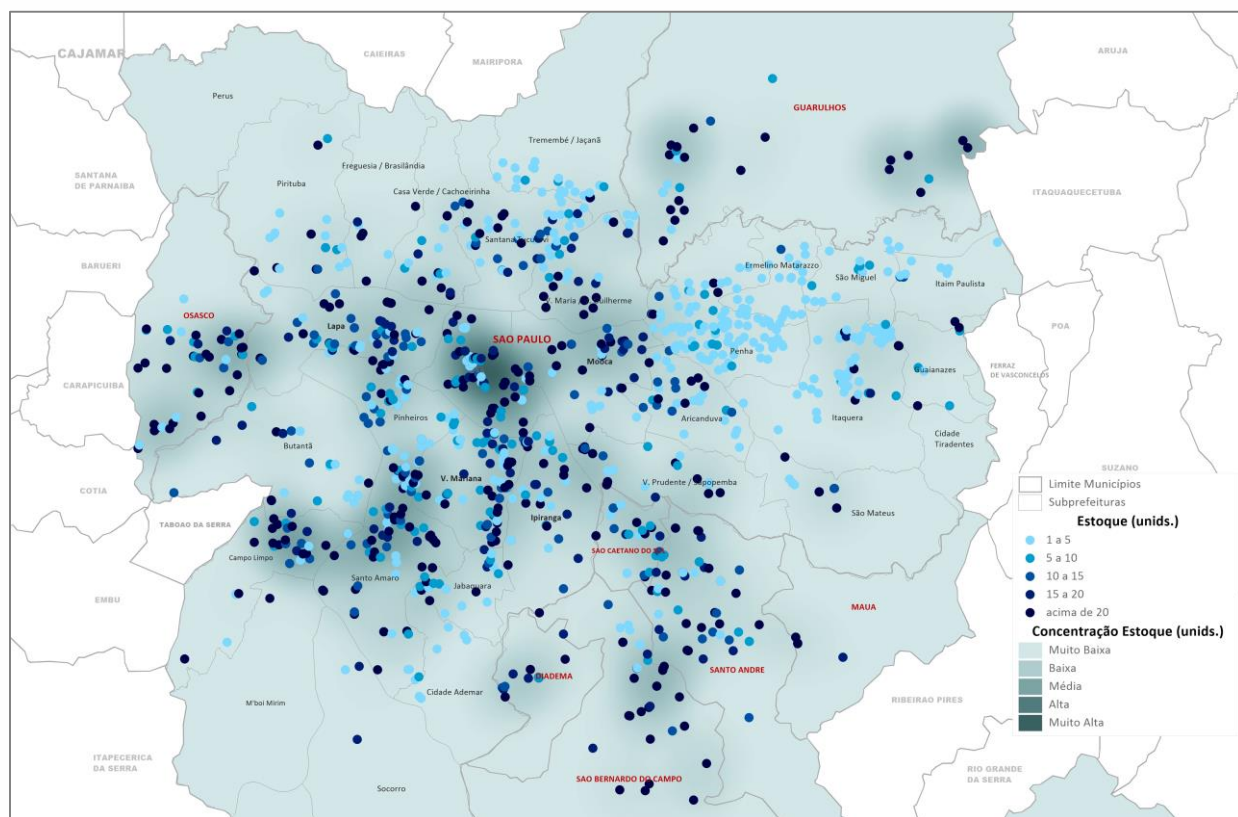 CAJAMAR
CAIEIRAS
MAIRIPORA
ARUJA
Perus
GUARULHOS
Tremembé / Jaçanã
Freguesia / Brasilândia
SANTANA
DE PARNAIBA
Pirituba
Casa Verde / Cachoeirinha
ITAQUAQUECETUBA
Santana
BARUERI
Ermelino Matarazzo
São Miguel
Itaim Paulista
OSASCO
Lapa
SAO PAULO
POA
Penha
Mooca
Guaianazes
FERRAZ
DE VASCONCELOS
CARAPICUIBA
Pinheiros
Aricanduva
Itaquera
Butantã
Cidade
Tiradentes
SUZANO
COTIA
V. Mariana
V. Prudente / Sapopemba
TABOAO DA SERRA
Ipiranga
São Mateus
SAO CAETANO DO SUL
Campo Limpo
Santo Amaro
Jabaquara
EMBU
MAUA
DIADEMA
SANTO ANDRE
Cidade Ademar
M'boi Mirim
RIBEIRAO PIRES
ITAPECERICA
DA SERRA
SAO BERNARDO DO CAMPO
RIO GRANDE
DA SERRA
Socorro
Limite Municípios
Subprefeituras
Estoque (unids.)
1 a 5
5 a 10
10 a 15
15 a 20
acima de 20
Concentração Estoque (unids.)
Muito Baixa
Baixa
Média
Alta
Muito Alta